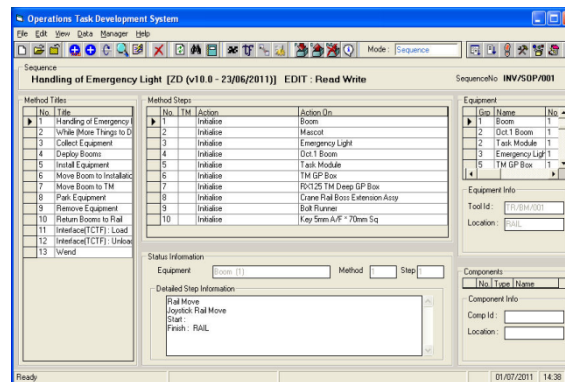 Operations Task Development System
File Edit View Data Manager Help
Mode: Sequence
Sequence
Handling of Emergency Light [ZD (v10.0 - 23/06/2011)] EDIT : Read Write
SequenceNo INV/SOP/001
Method Titles
No. Title
1 Handling of Emergency l
2 While (More Things to D
3 Collect Equipment
4 Deploy Booms
5 Install Equipment
6 Move Boom to Installatic
7 Move Boom to TM
8 Park Equipment
9 Remove Equipment
10 Return Booms to Rail
11 Interface(TCTF) : Load
12 Interface(TCTF) : Unloac
13 Wend
Method Steps
No. TM Action Action On
1 Initialise Boom
2 Initialise Mascot
3 Initialise Emergency Light
4 Initialise Oct.1 Boom
5 Initialise Task Module
6 Initialise TM GP Box
7 Initialise RX125 TM Deep GP Box
8 Initialise Crane Rail Boss Extension Assy
9 Initialise Bolt Runner
10 Initialise Key 5mm A/F * 70mm Sq
Status Information
Equipment Boom (1) Method 1 Step 1
Detailed Step Information
Rail Move
Joystick Rail Move
Start :
Finish : RAIL
Equipment
Grp Name No
1 Boom 1
2 Oct.1 Boom 1
2 Task Module 1
3 Emergency Ligh 1
5 TM GP Box 1
Equipment Info
Tool Id : TR/BM/001
Location : RAIL
Components
No. Type Name
Component Info
Comp Id :
Location :
Ready
01/07/2011 14:38